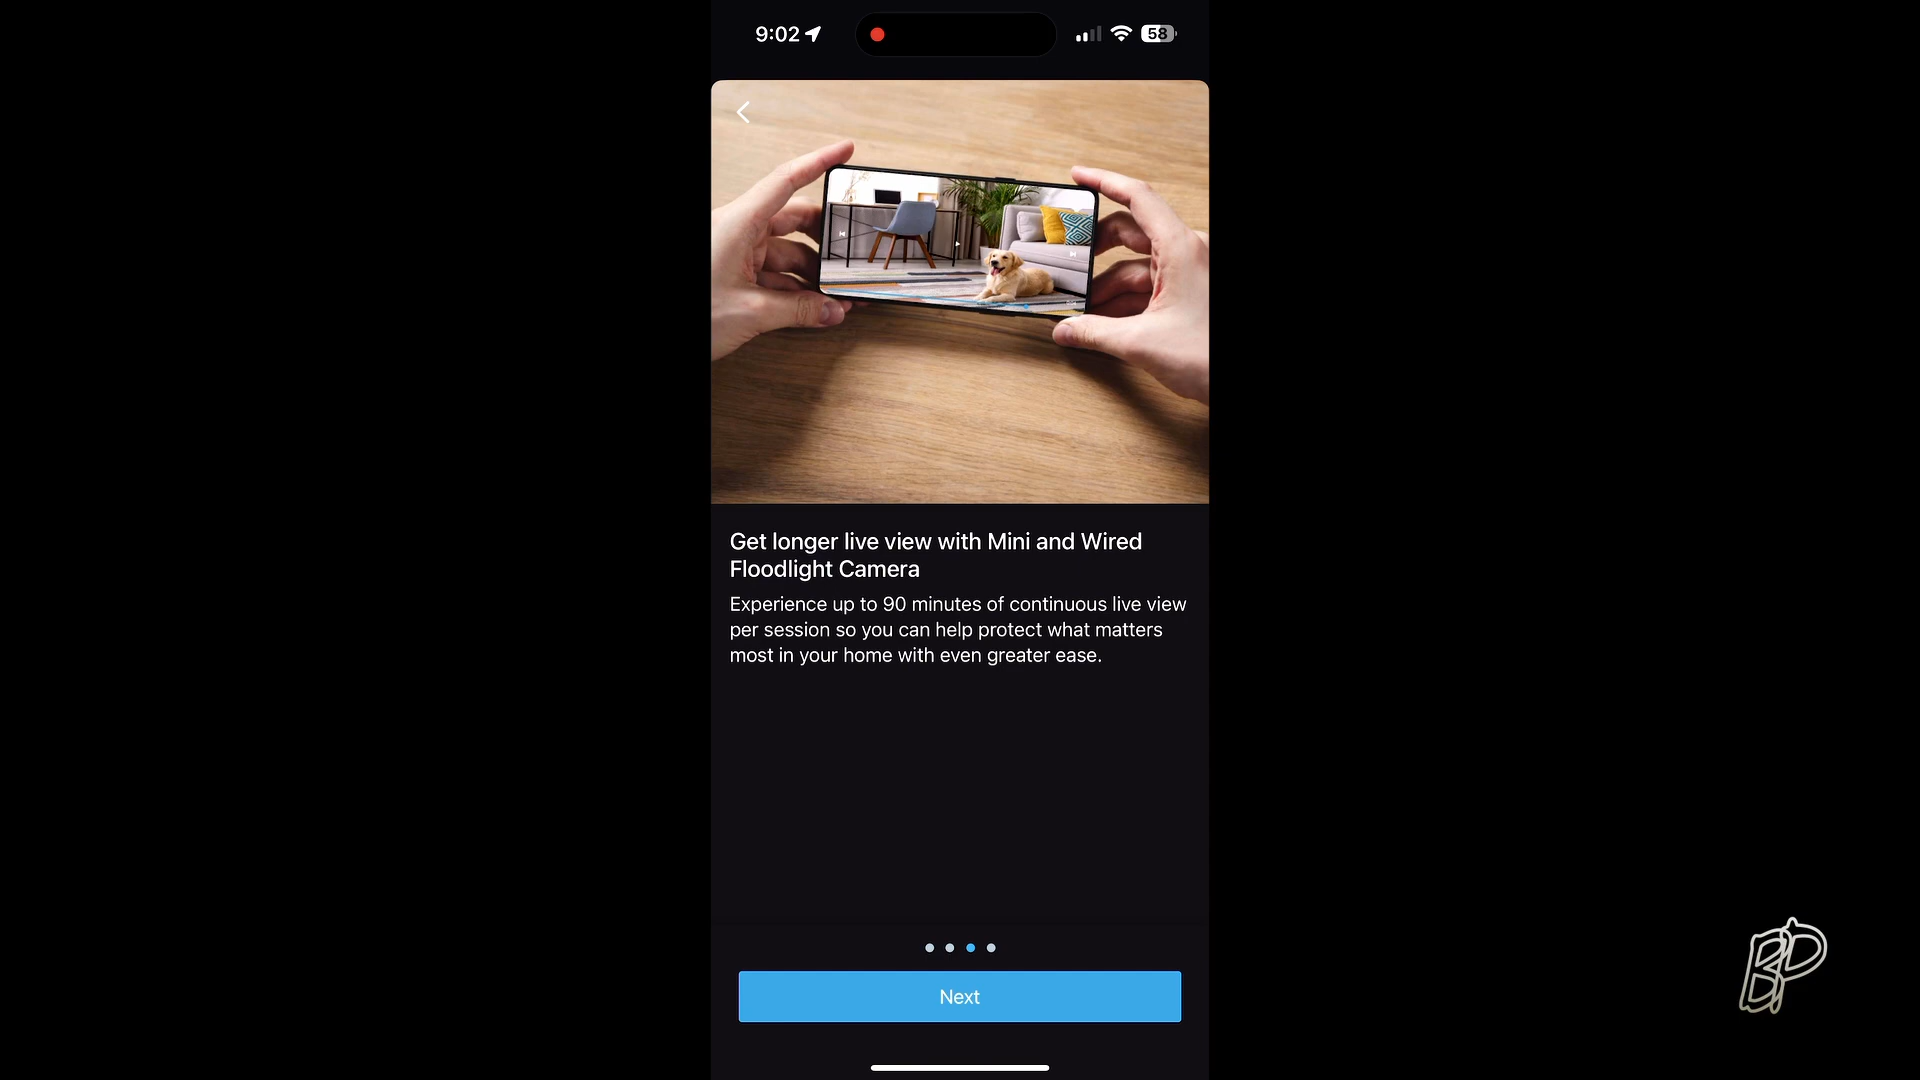 9:02
58
Get longer live view with Mini and Wired
Floodlight Camera
Experience up to 90 minutes of continuous live view
per session so you can help protect what matters
most in your home with even greater ease.
Next
BP